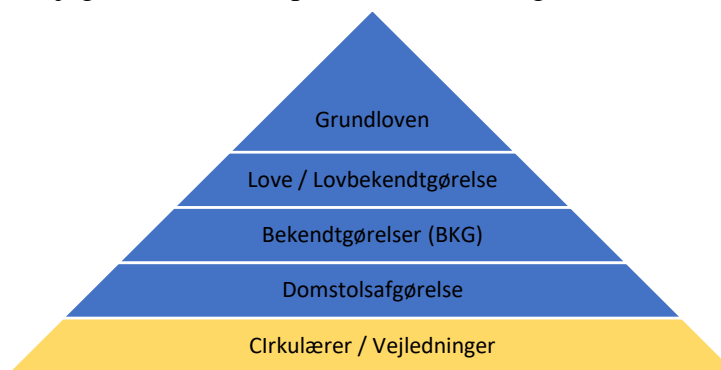 Grundloven
Love / Lovbekendtgørelse
Bekendtgørelser (BKG)
Domstolsafgørelse
CIrkulærer / Vejledninger